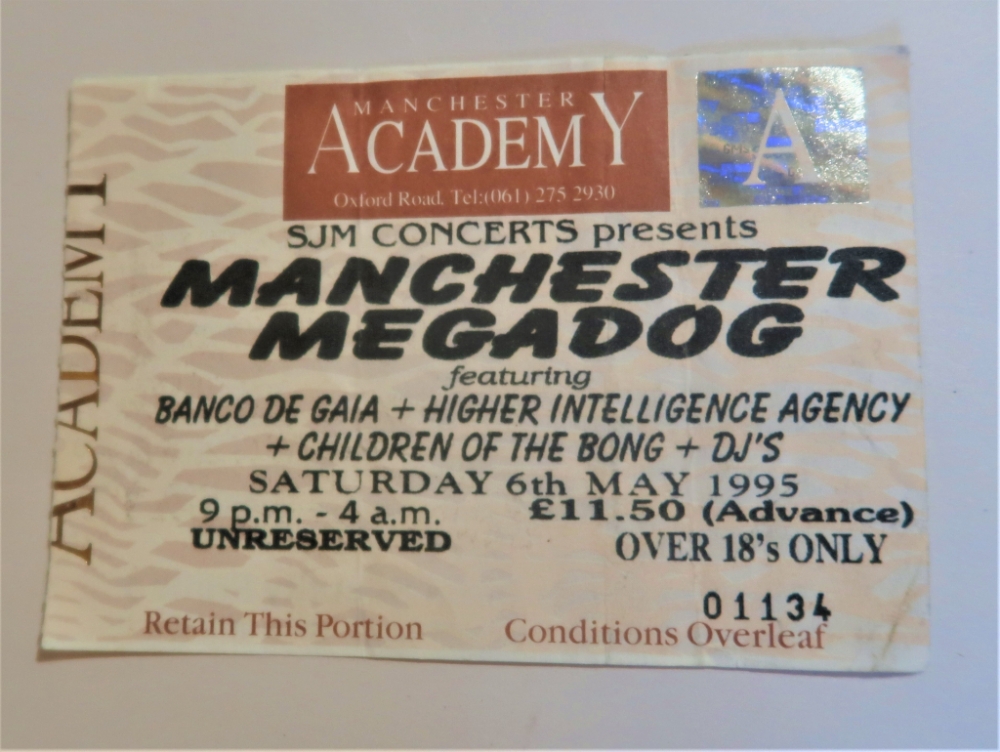 MANCHESTER
ACADEMY
Oxford Road. Tel:(061) 275 2930
A
ACADEMY
SJM CONCERTS presents
MANCHESTER
MEGADOG
featuring
BANCO DE GAIA + HIGHER INTELLIGENCE AGENCY
+ CHILDREN OF THE BONG + DJ'S
SATURDAY 6th MAY 1995
9 p.m. - 4 a.m. £11.50 (Advance)
UNRESERVED OVER 18's ONLY
01134
Retain This Portion Conditions Overleaf